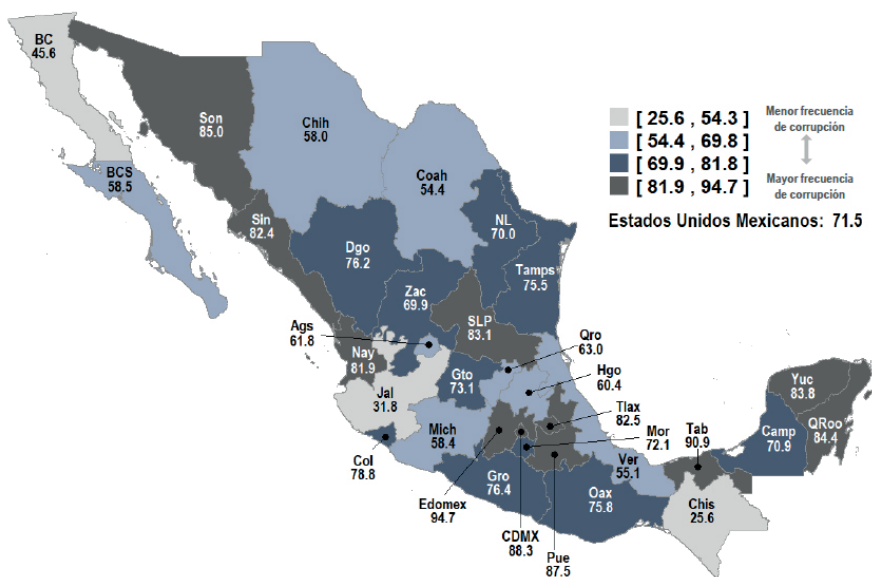 BC
45.6
Son
85.0
Chih
58.0
BCS
58.5
Coah
54.4
Sin
82.4
NL
70.0
Dgo
76.2
Tamps
75.5
Zac
69.9
SLP
83.1
Ags
61.8
Qro
63.0
Nay
81.9
Hgo
60.4
Gto
73.1
Jal
31.8
Tlax
82.5
Mich
58.4
Mor
72.1
Tab
90.9
Yuc
83.8
Camp
70.9
QRoo
84.4
Col
78.8
Ver
55.1
Gro
76.4
Oax
75.8
Edomex
94.7
Chis
25.6
CDMX
88.3
Pue
87.5
[ 25.6 , 54.3 ]
[ 54.4 , 69.8 ]
[ 69.9 , 81.8 ]
[ 81.9 , 94.7 ]
Menor frecuencia
de corrupción
Mayor frecuencia
de corrupción
Estados Unidos Mexicanos: 71.5